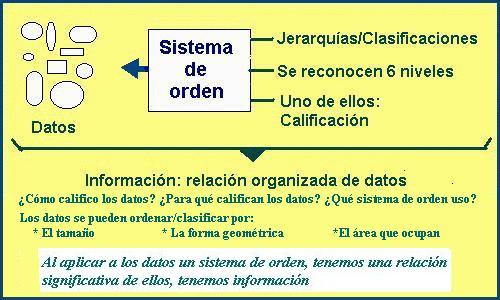 Sistema
de
orden
Jerarquías/Clasificaciones
Se reconocen 6 niveles
Uno de ellos:
Calificación
Datos
Información: relación organizada de datos
¿Cómo califico los datos? ¿Para qué califican los datos? ¿Qué sistema de orden uso?
Los datos se pueden ordenar/clasificar por:
* El tamaño * La forma geométrica *El área que ocupan
Al aplicar a los datos un sistema de orden, tenemos una relación
significativa de ellos, tenemos información